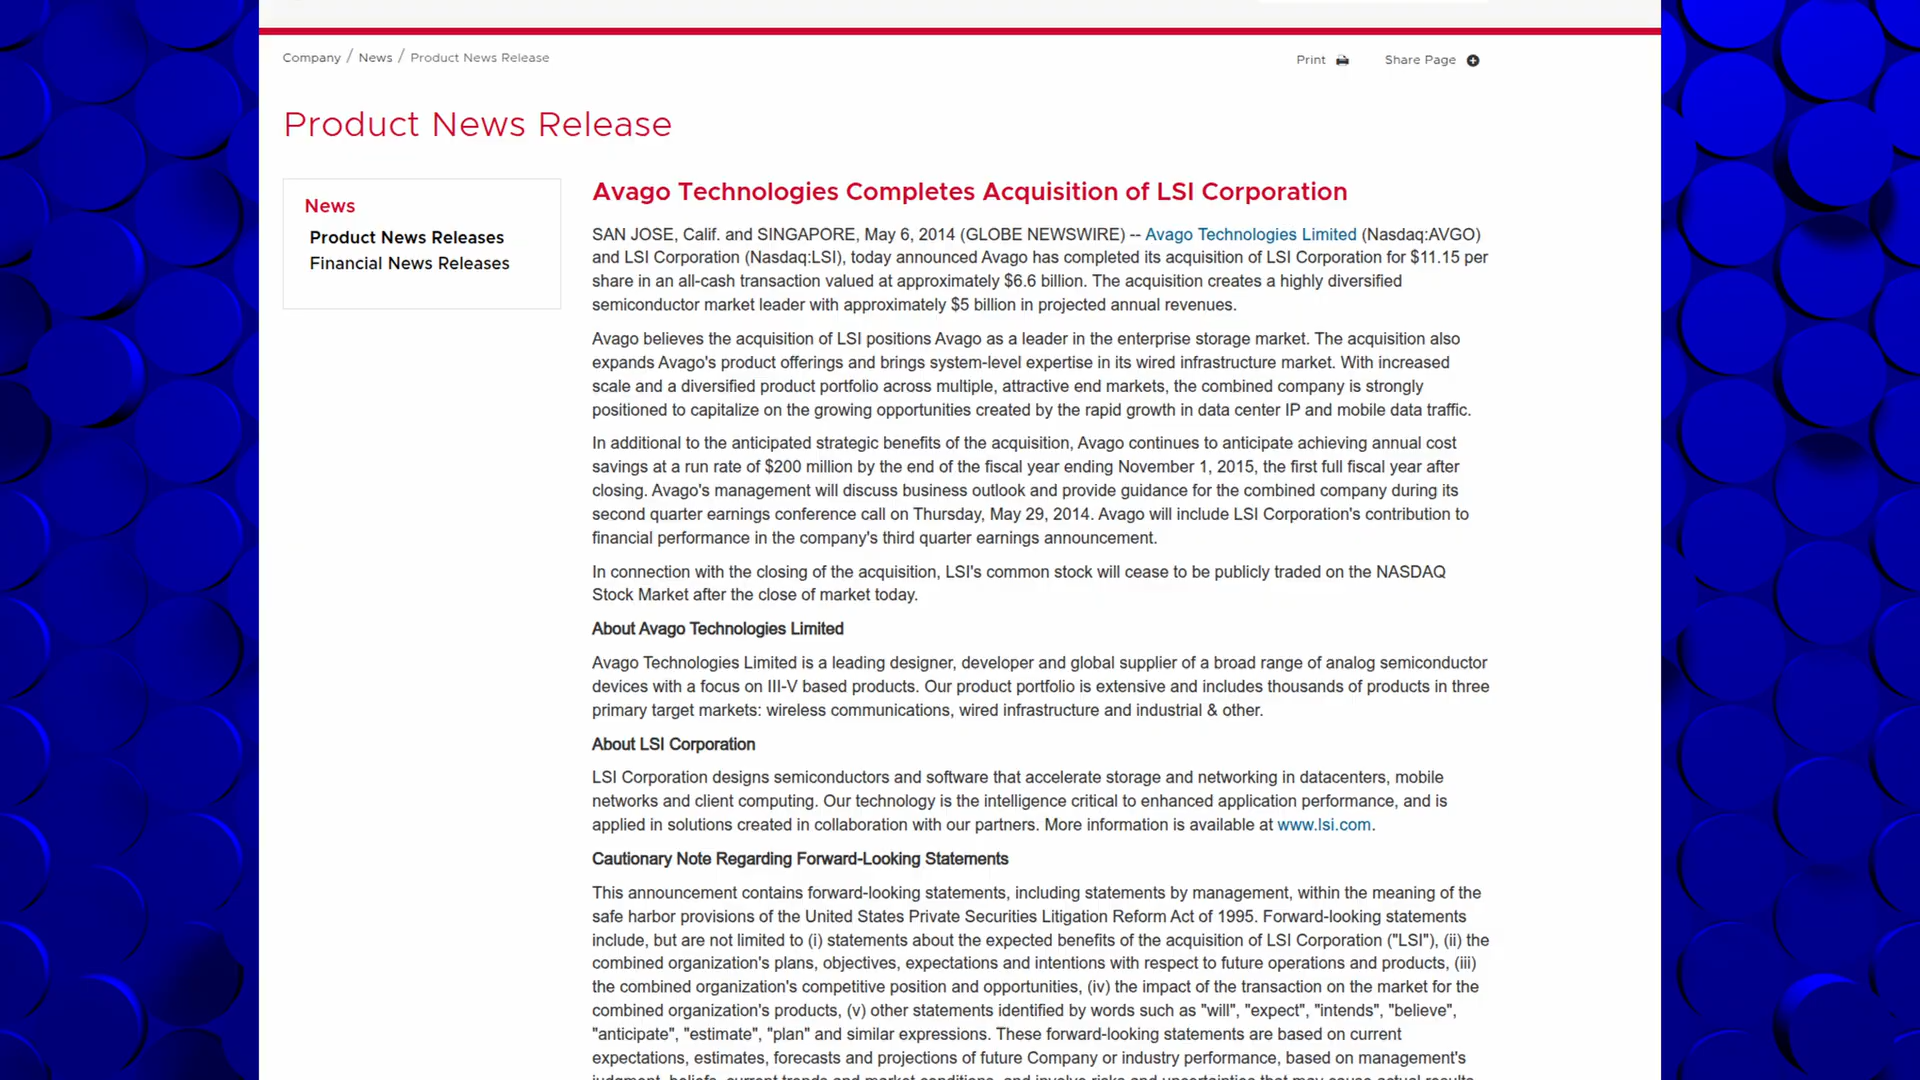 Company / News / Product News Release
Print
Share Page
Product News Release
News
Product News Releases
Financial News Releases
Avago Technologies Completes Acquisition of LSI Corporation
SAN JOSE, Calif. and SINGAPORE, May 6, 2014 (GLOBE NEWSWIRE) -- Avago Technologies Limited (Nasdaq:AVGO)
and LSI Corporation (Nasdaq:LSI), today announced Avago has completed its acquisition of LSI Corporation for $11.15 per
share in an all-cash transaction valued at approximately $6.6 billion. The acquisition creates a highly diversified
semiconductor market leader with approximately $5 billion in projected annual revenues.
Avago believes the acquisition of LSI positions Avago as a leader in the enterprise storage market. The acquisition also
expands Avago's product offerings and brings system-level expertise in its wired infrastructure market. With increased
scale and a diversified product portfolio across multiple, attractive end markets, the combined company is strongly
positioned to capitalize on the growing opportunities created by the rapid growth in data center IP and mobile data traffic.
In additional to the anticipated strategic benefits of the acquisition, Avago continues to anticipate achieving annual cost
savings at a run rate of $200 million by the end of the fiscal year ending November 1, 2015, the first full fiscal year after
closing. Avago's management will discuss business outlook and provide guidance for the combined company during its
second quarter earnings conference call on Thursday, May 29, 2014. Avago will include LSI Corporation's contribution to
financial performance in the company's third quarter earnings announcement.
In connection with the closing of the acquisition, LSI's common stock will cease to be publicly traded on the NASDAQ
Stock Market after the close of market today.
About Avago Technologies Limited
Avago Technologies Limited is a leading designer, developer and global supplier of a broad range of analog semiconductor
devices with a focus on III-V based products. Our product portfolio is extensive and includes thousands of products in three
primary target markets: wireless communications, wired infrastructure and industrial & other.
About LSI Corporation
LSI Corporation designs semiconductors and software that accelerate storage and networking in datacenters, mobile
networks and client computing. Our technology is the intelligence critical to enhanced application performance, and is
applied in solutions created in collaboration with our partners. More information is available at www.lsi.com.
Cautionary Note Regarding Forward-Looking Statements
This announcement contains forward-looking statements, including statements by management, within the meaning of the
safe harbor provisions of the United States Private Securities Litigation Reform Act of 1995. Forward-looking statements
include, but are not limited to (i) statements about the expected benefits of the acquisition of LSI Corporation ("LSI"), (ii) the
combined organization's plans, objectives, expectations and intentions with respect to future operations and products, (iii)
the combined organization's competitive position and opportunities, (iv) the impact of the transaction on the market for the
combined organization's products, (v) other statements identified by words such as "will", "expect", "intends", "believe",
"anticipate", "estimate", "plan" and similar expressions. These forward-looking statements are based on current
expectations, estimates, forecasts and projections of future Company or industry performance, based on management's